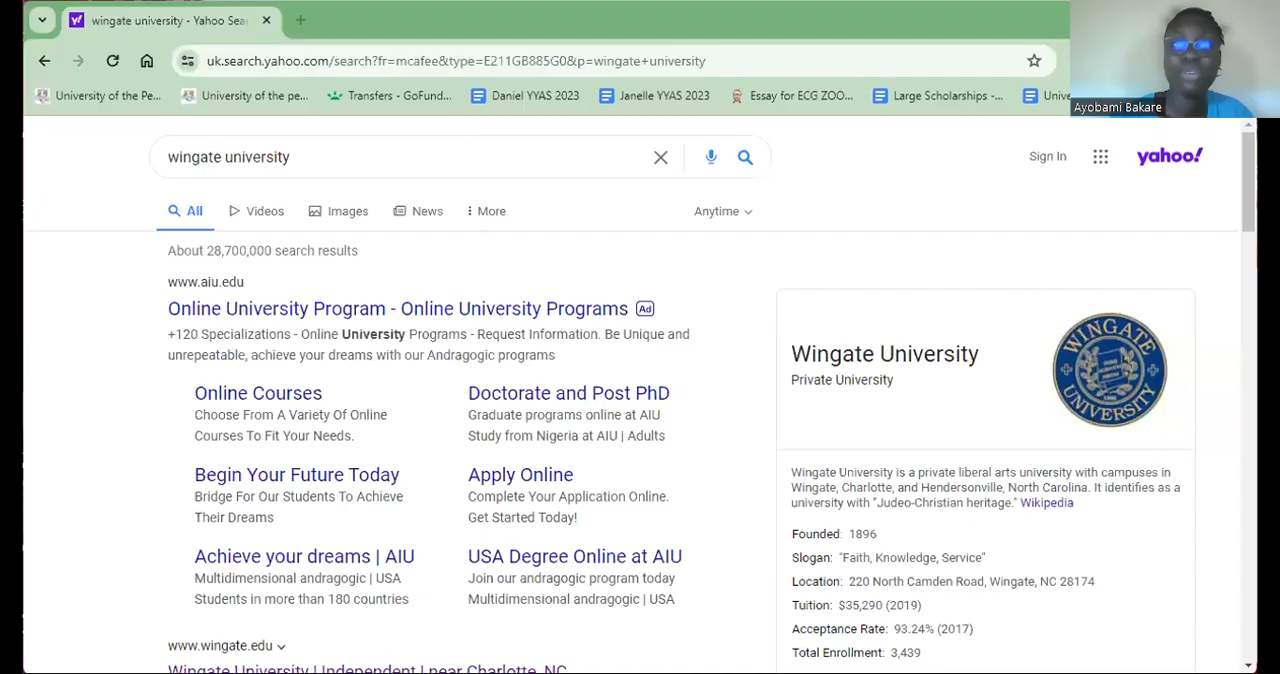 wingate university - Yahoo Sea
uk.search.yahoo.com/search?fr=mcafee&type=E211GB885G0&p=wingate+university
University of the Pe...
University of the pe...
Transfers - GoFund...
Daniel YYAS 2023
Janelle YYAS 2023
Essay for ECG ZOO...
Large Scholarships -...
Unive
Ayobami Bakare
wingate university
Sign In
yahoo!
All
Videos
Images
News
More
Anytime
About 28,700,000 search results
www.aiu.edu
Online University Program - Online University Programs Ad
+120 Specializations - Online University Programs - Request Information. Be Unique and
unrepeatable, achieve your dreams with our Andragogic programs
Online Courses
Choose From A Variety Of Online
Courses To Fit Your Needs.
Doctorate and Post PhD
Graduate programs online at AIU
Study from Nigeria at AIU | Adults
Begin Your Future Today
Bridge For Our Students To Achieve
Their Dreams
Apply Online
Complete Your Application Online.
Get Started Today!
Achieve your dreams | AIU
Multidimensional andragogic | USA
Students in more than 180 countries
USA Degree Online at AIU
Join our andragogic program today
Multidimensional andragogic | USA
www.wingate.edu
Wingate University | Independent | near Charlotte, NC
Wingate University
Private University
WINGATE
UNIVERSITY
Wingate University is a private liberal arts university with campuses in
Wingate, Charlotte, and Hendersonville, North Carolina. It identifies as a
university with "Judeo-Christian heritage." Wikipedia
Founded: 1896
Slogan: "Faith, Knowledge, Service"
Location: 220 North Camden Road, Wingate, NC 28174
Tuition: $35,290 (2019)
Acceptance Rate: 93.24% (2017)
Total Enrollment: 3,439